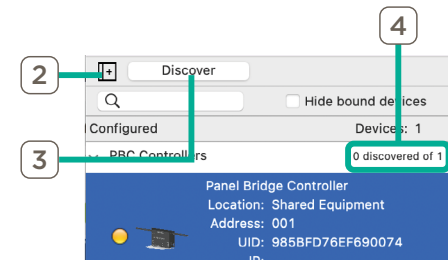 4
2
Discover
Hide bound devices
Configured
Devices: 1
3
PBC Controllers
0 discovered of 1
Panel Bridge Controller
Location: Shared Equipment
Address: 001
UID: 985BFD76EF690074
IP: